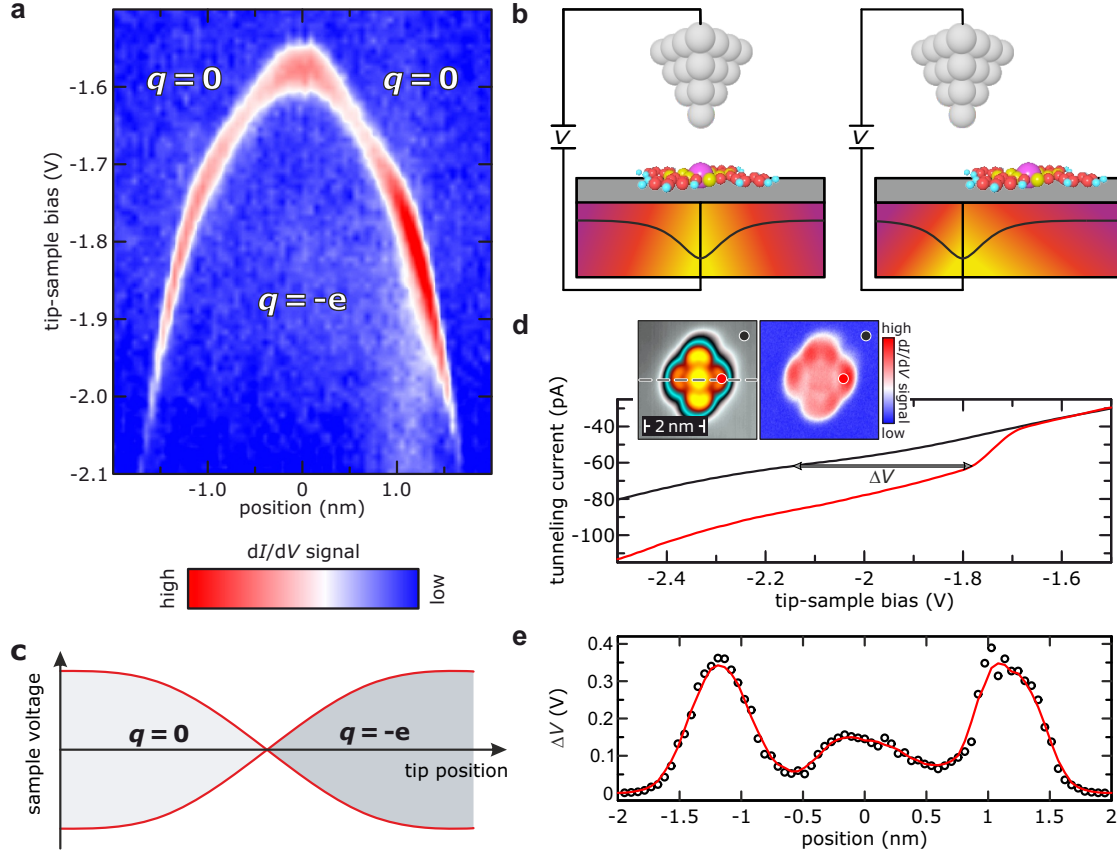 a
q = 0
q = 0
q = -e
tip-sample bias (V)
-1.6
-1.7
-1.8
-1.9
-2.0
-2.1
-1.0
0
1.0
position (nm)
dI/dV signal
high
low
b
V
V
c
sample voltage
q = 0
q = -e
tip position
d
high
dI/dV signal
low
2 nm
tunneling current (pA)
-40
-60
-80
-100
ΔV
-2.4
-2.2
-2
-1.8
-1.6
tip-sample bias (V)
e
ΔV (V)
0.4
0.3
0.2
0.1
0
-2
-1.5
-1
-0.5
0
0.5
1
1.5
2
position (nm)